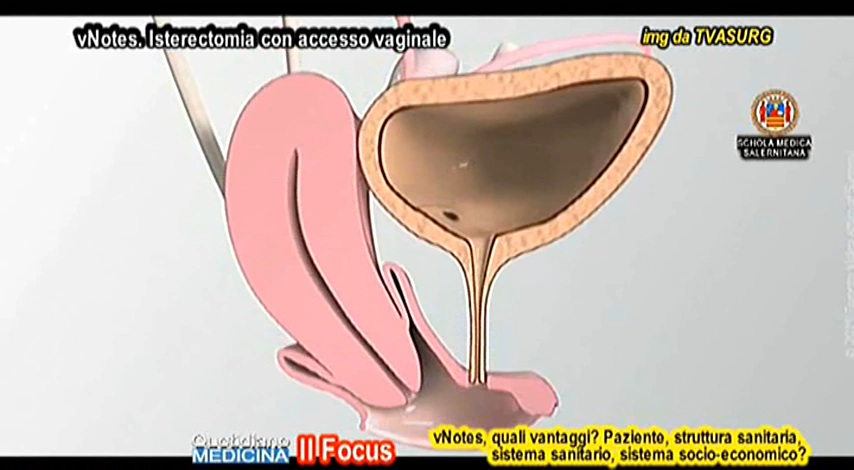 vNotes. Isterectomia con accesso vaginale
img da TVASURG
SCHOLA MEDICA
SALERNITANA
Quotidiano
MEDICINA Il Focus
vNotes, quali vantaggi? Paziente, struttura sanitaria,
sistema sanitario, sistema socio-economico?